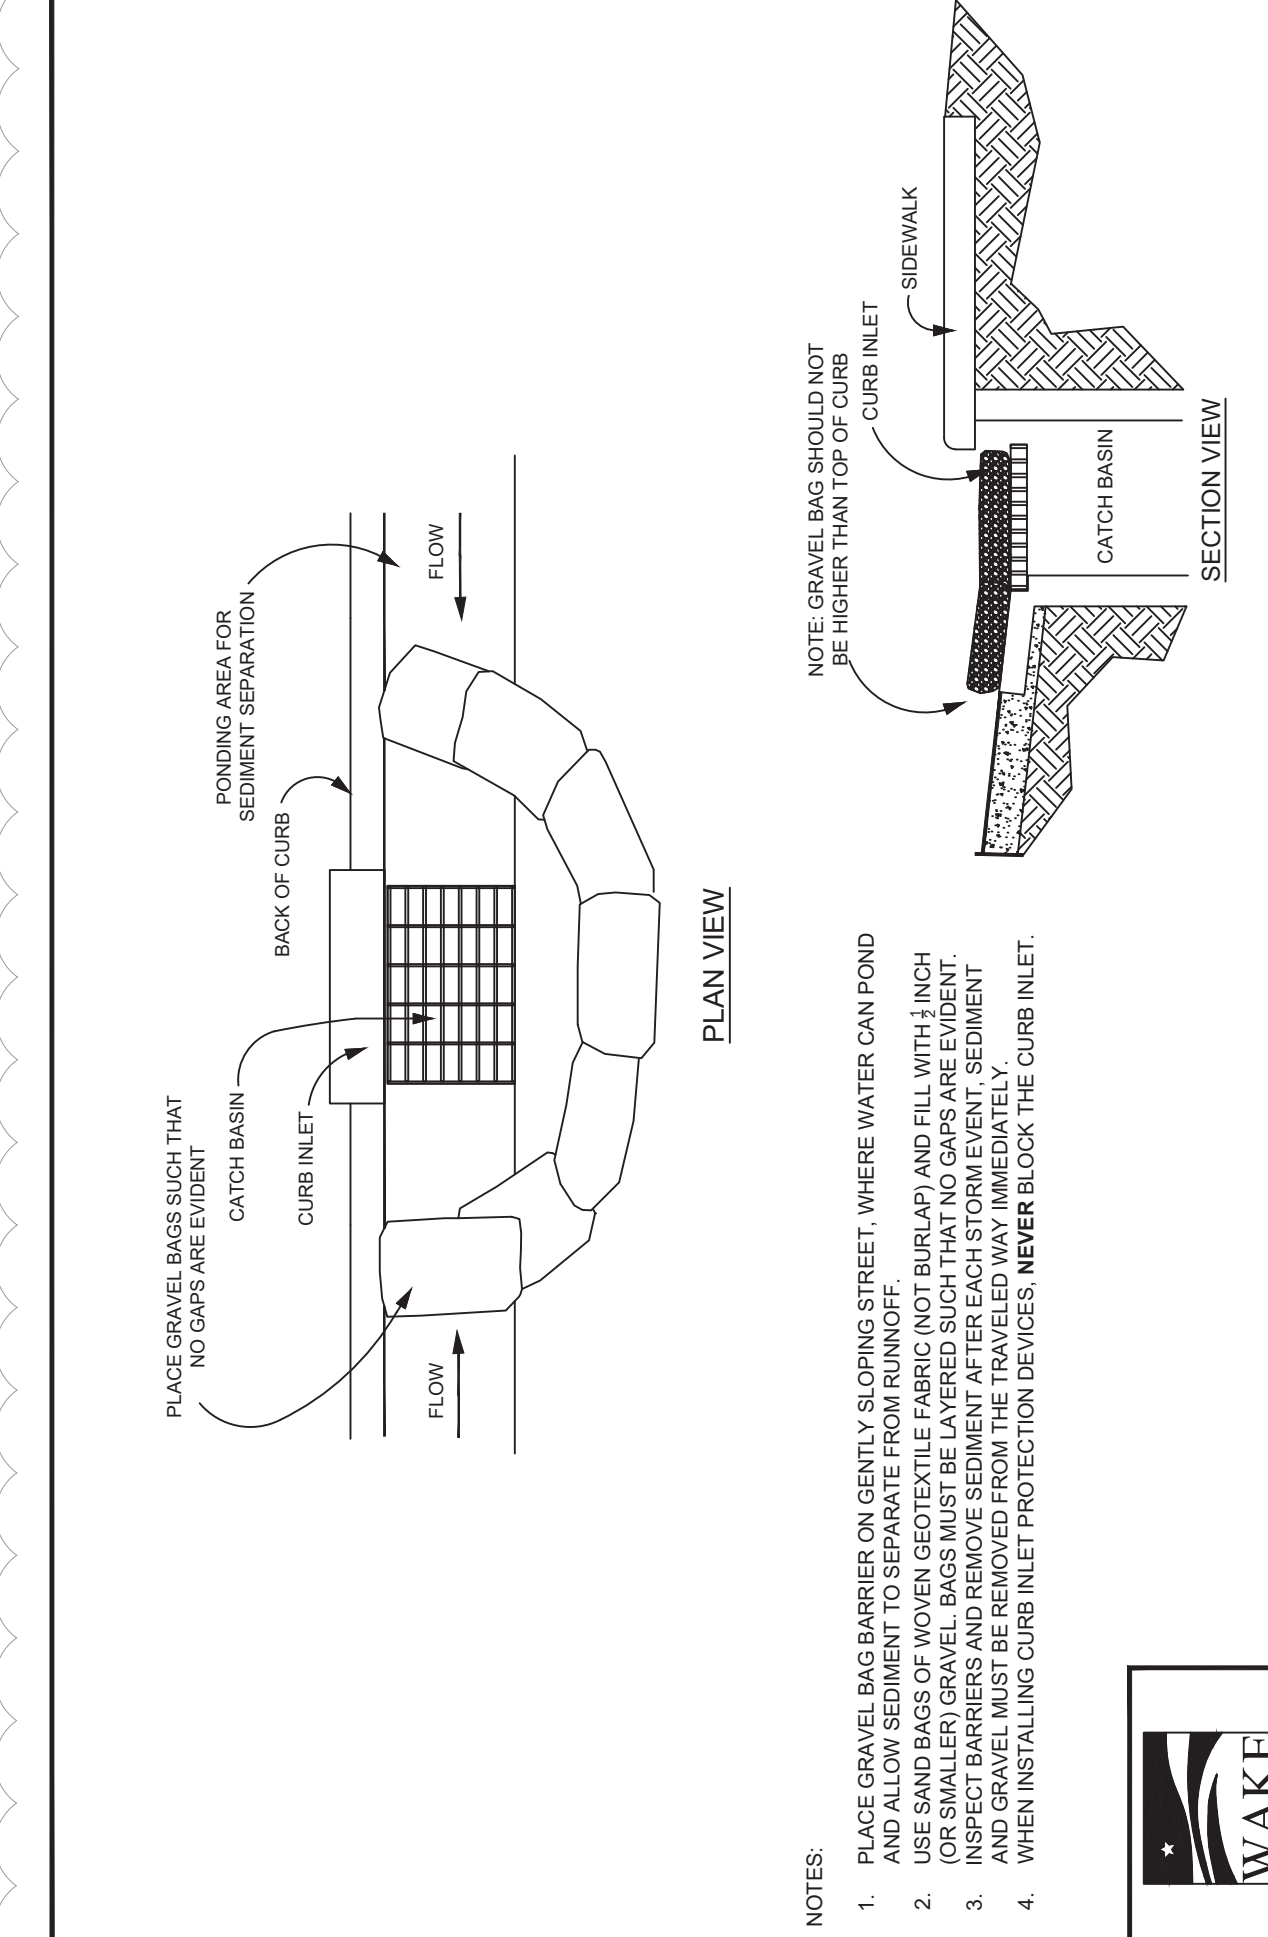 PLACE GRAVEL BAGS SUCH THAT
NO GAPS ARE EVIDENT
CATCH BASIN
CURB INLET
BACK OF CURB
PONDING AREA FOR
SEDIMENT SEPARATION
FLOW
FLOW
PLAN VIEW
NOTE: GRAVEL BAG SHOULD NOT
BE HIGHER THAN TOP OF CURB
CURB INLET
SIDEWALK
CATCH BASIN
SECTION VIEW
NOTES:
1. PLACE GRAVEL BAG BARRIER ON GENTLY SLOPING STREET, WHERE WATER CAN POND
AND ALLOW SEDIMENT TO SEPARATE FROM RUNNOFF.
2. USE SAND BAGS OF WOVEN GEOTEXTILE FABRIC (NOT BURLAP) AND FILL WITH 1/2 INCH
(OR SMALLER) GRAVEL. BAGS MUST BE LAYERED SUCH THAT NO GAPS ARE EVIDENT.
3. INSPECT BARRIERS AND REMOVE SEDIMENT AFTER EACH STORM EVENT, SEDIMENT
AND GRAVEL MUST BE REMOVED FROM THE TRAVELED WAY IMMEDIATELY.
4. WHEN INSTALLING CURB INLET PROTECTION DEVICES, NEVER BLOCK THE CURB INLET.
WAKE